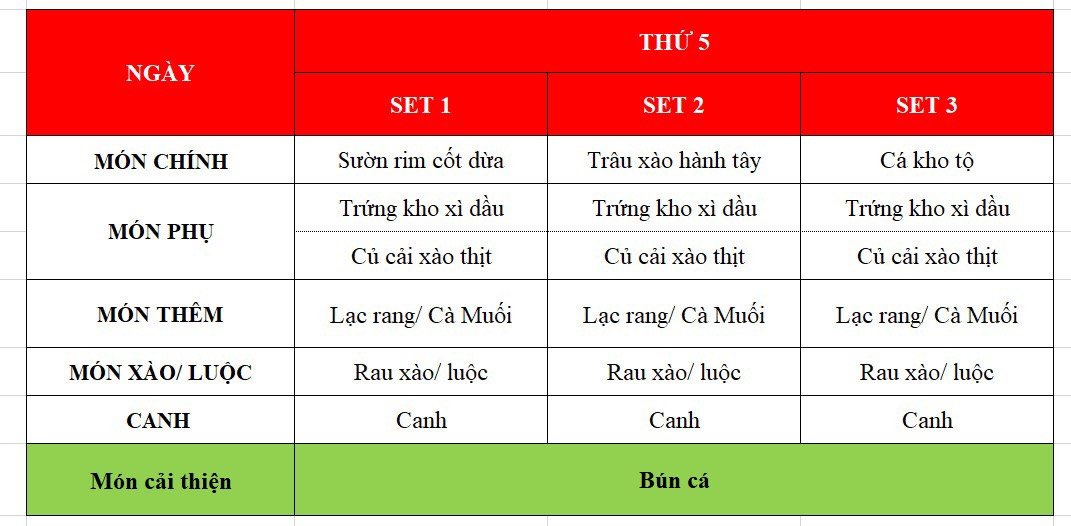 NGÀY
THỨ 5
SET 1
SET 2
SET 3
MÓN CHÍNH
Sườn rim cốt dừa
Trâu xào hành tây
Cá kho tộ
MÓN PHỤ
Trứng kho xì dầu
Trứng kho xì dầu
Trứng kho xì dầu
Củ cải xào thịt
Củ cải xào thịt
Củ cải xào thịt
MÓN THÊM
Lạc rang/ Cà Muối
Lạc rang/ Cà Muối
Lạc rang/ Cà Muối
MÓN XÀO/ LUỘC
Rau xào/ luộc
Rau xào/ luộc
Rau xào/ luộc
CANH
Canh
Canh
Canh
Món cải thiện
Bún cá